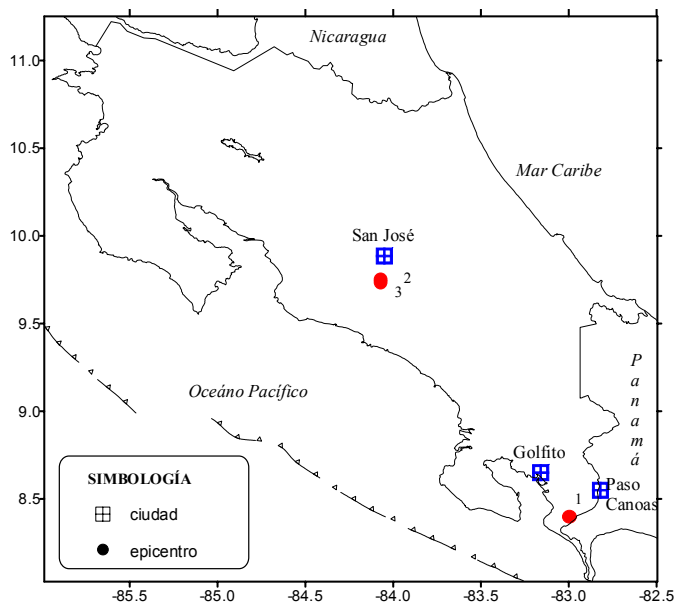 Nicaragua
11.0
10.5
Mar Caribe
San José
10.0
2
3
9.5
Panamá
Oceáno Pacífico
9.0
Golfito
SIMBOLOGÍA
Paso
Canoas
1
8.5
ciudad
epicentro
-85.5
-85.0
-84.5
-84.0
-83.5
-83.0
-82.5